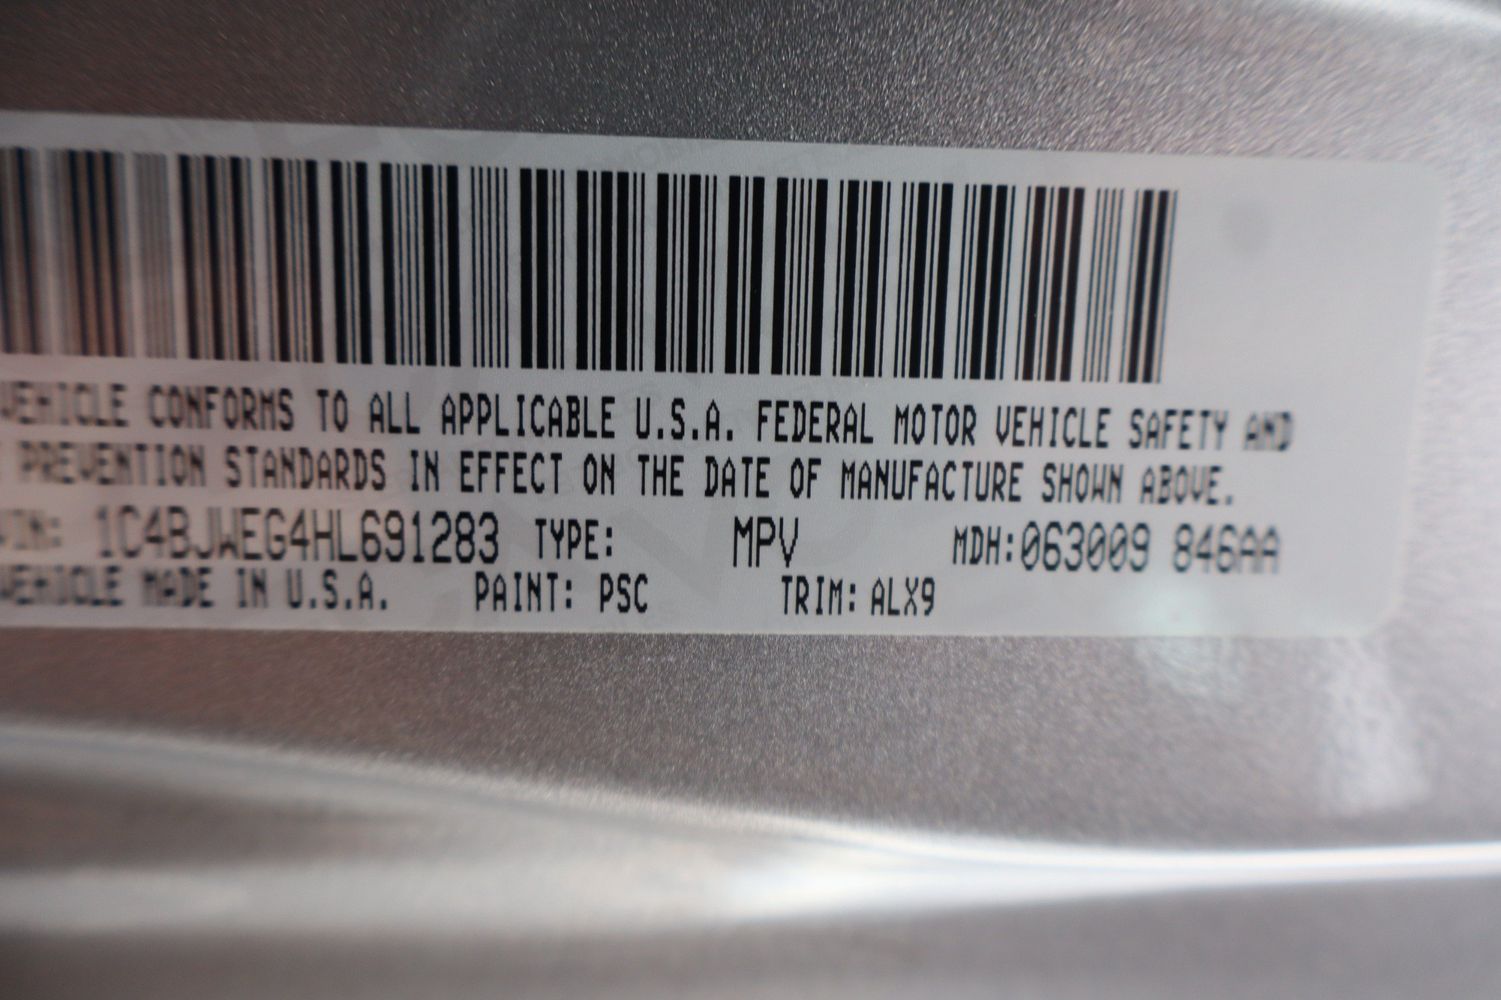 VEHICLE CONFORMS TO ALL APPLICABLE U.S.A. FEDERAL MOTOR VEHICLE SAFETY AND
PREVENTION STANDARDS IN EFFECT ON THE DATE OF MANUFACTURE SHOWN ABOVE.
VIN: 1C4BJWEG4HL691283 TYPE: MPV MDH:063009 846AA
VEHICLE MADE IN U.S.A. PAINT: PSC TRIM: ALX9